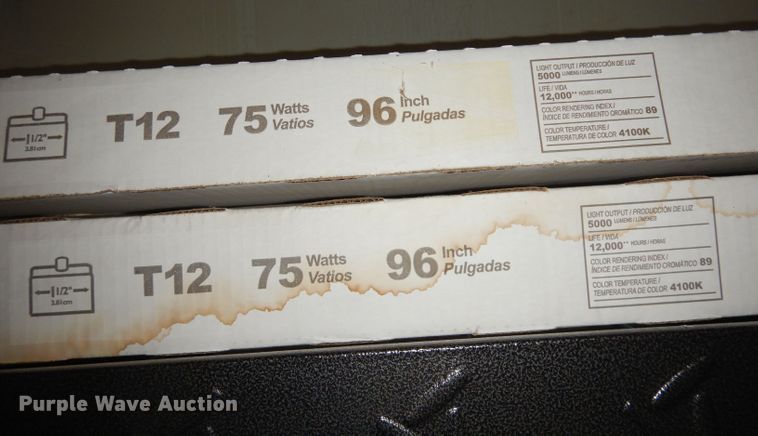 T12
75 Watts
Vatios
96 Inch
Pulgadas
1 1/2"
3.81cm
LIGHT OUTPUT / PRODUCCIÓN DE LUZ
5000 LUMENS / LÚMENES
LIFE / VIDA
12,000** HOURS / HORAS
COLOR RENDERING INDEX /
ÍNDICE DE RENDIMIENTO CROMÁTICO 89
COLOR TEMPERATURE /
TEMPERATURA DE COLOR 4100K
T12
75 Watts
Vatios
96 Inch
Pulgadas
1 1/2"
3.81cm
LIGHT OUTPUT / PRODUCCIÓN DE LUZ
5000 LUMENS / LÚMENES
LIFE / VIDA
12,000** HOURS / HORAS
COLOR RENDERING INDEX /
ÍNDICE DE RENDIMIENTO CROMÁTICO 89
COLOR TEMPERATURE /
TEMPERATURA DE COLOR 4100K
Purple Wave Auction